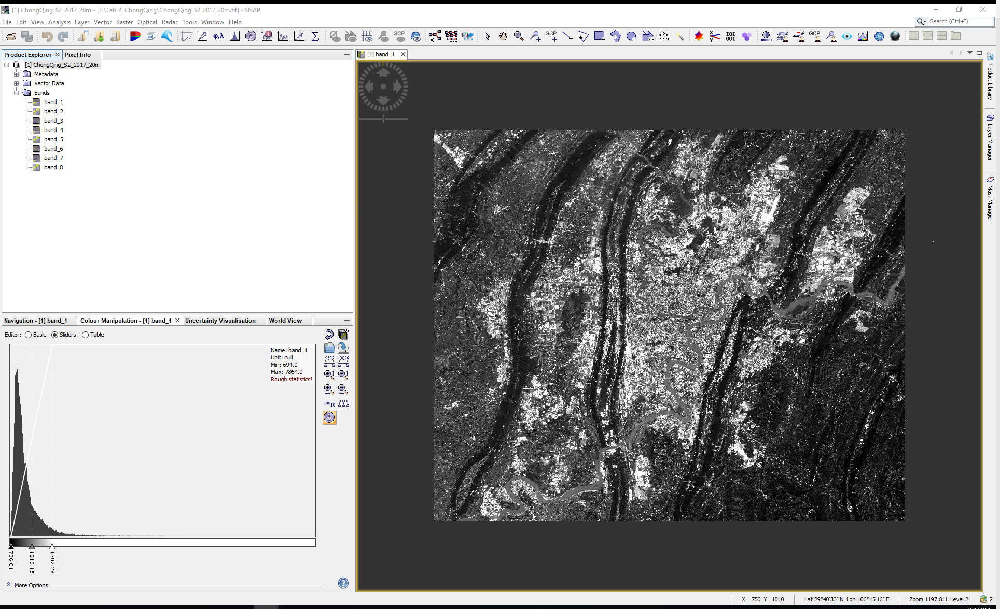 [1] ChongQing_S2_2017_20m - [E:\Lab_4_ChongQing\ChongQing_S2_2017_20m.tif] - SNAP
File Edit View Analysis Layer Vector Raster Optical Radar Tools Window Help
Search (Ctrl+I)
φ,λ Σ GCP GCP GCP
Product Explorer Pixel Info
[1] band_1
[1] ChongQing_S2_2017_20m
Metadata
Vector Data
Bands
band_1
band_2
band_3
band_4
band_5
band_6
band_7
band_8
Product Library
Layer Manager
Mask Manager
Navigation - [1] band_1 Colour Manipulation - [1] band_1 Uncertainty Visualisation World View
Editor: Basic Sliders Table
Name: band_1
Unit: null
Min: 694.0
Max: 7864.0
Rough statistics!
95% 100%
Log10
736.01
1219.15
1702.28
More Options
X 750 Y 1010 Lat 29°40'33" N Lon 106°15'16" E Zoom 1197.8:1 Level 2 2